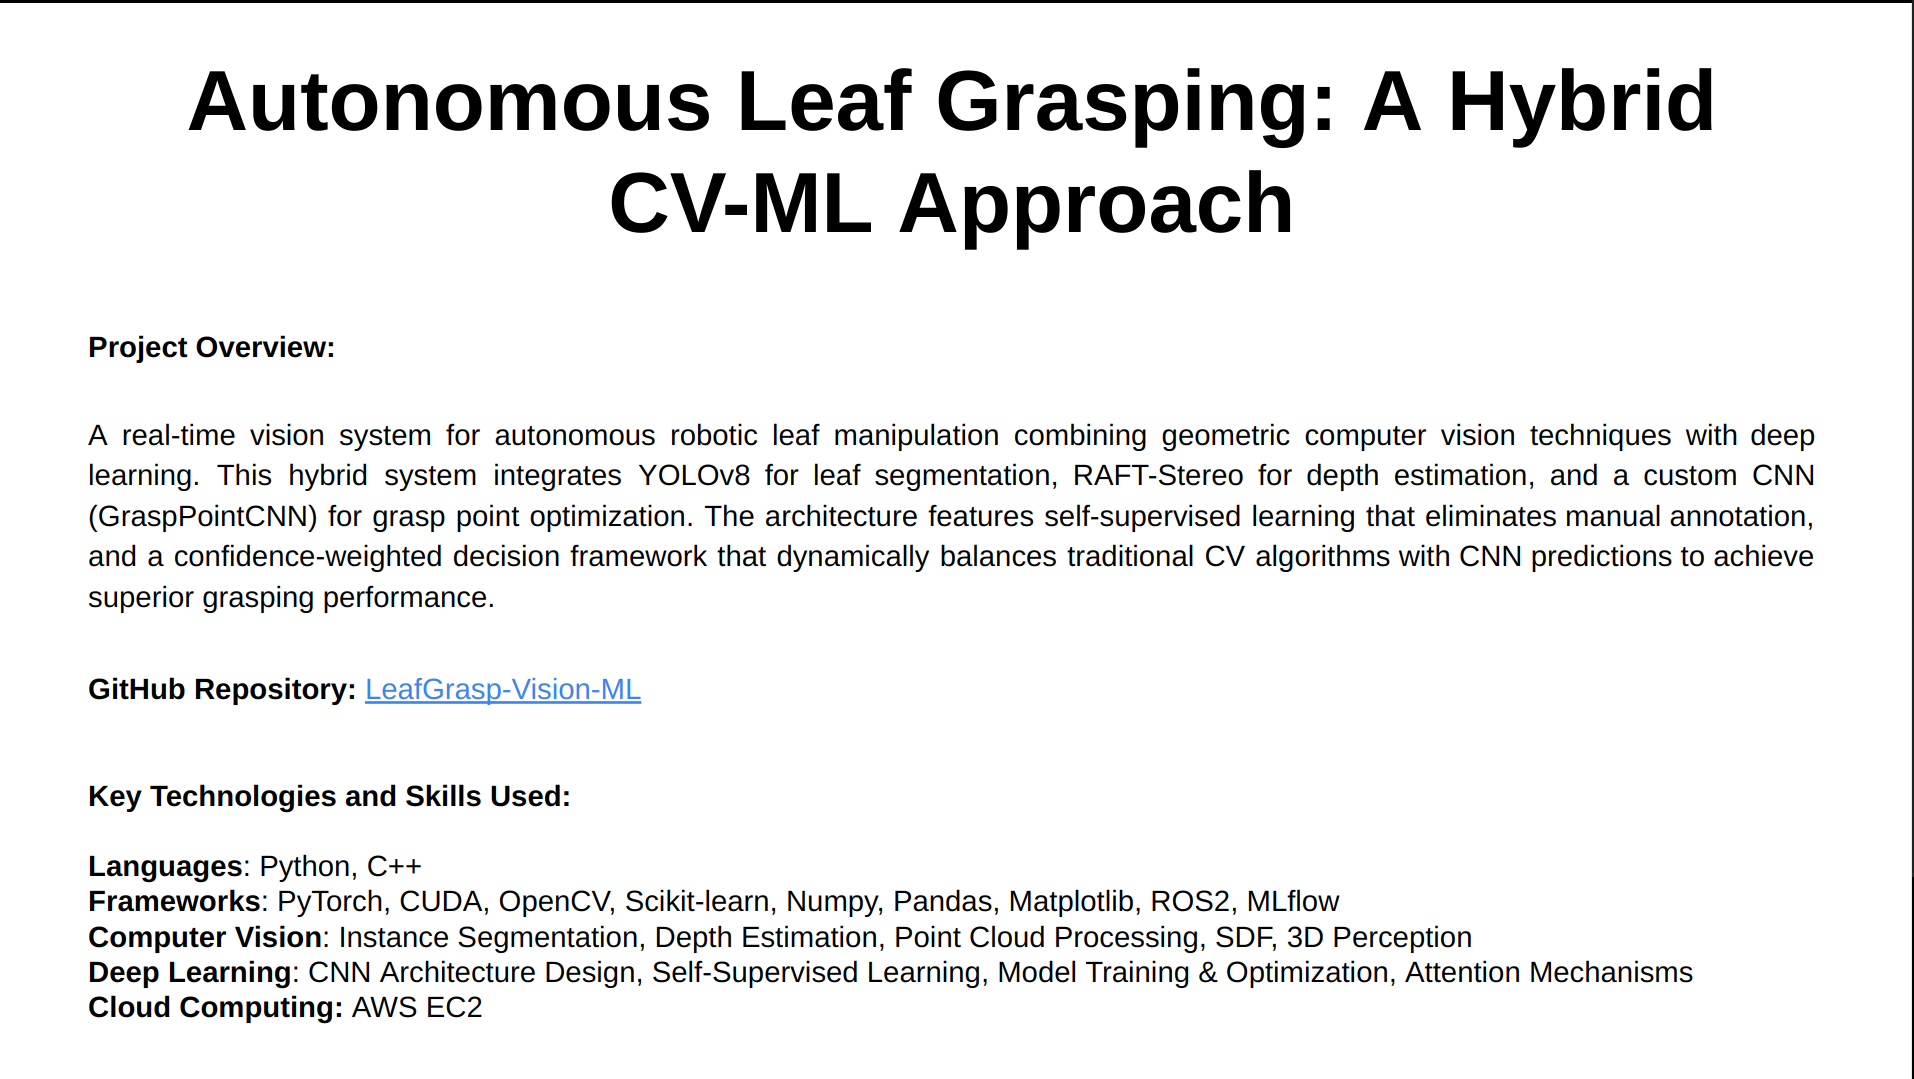 Autonomous Leaf Grasping: A Hybrid
CV-ML Approach
Project Overview:
A real-time vision system for autonomous robotic leaf manipulation combining geometric computer vision techniques with deep
learning. This hybrid system integrates YOLOv8 for leaf segmentation, RAFT-Stereo for depth estimation, and a custom CNN
(GraspPointCNN) for grasp point optimization. The architecture features self-supervised learning that eliminates manual annotation,
and a confidence-weighted decision framework that dynamically balances traditional CV algorithms with CNN predictions to achieve
superior grasping performance.
GitHub Repository: LeafGrasp-Vision-ML
Key Technologies and Skills Used:
Languages: Python, C++
Frameworks: PyTorch, CUDA, OpenCV, Scikit-learn, Numpy, Pandas, Matplotlib, ROS2, MLflow
Computer Vision: Instance Segmentation, Depth Estimation, Point Cloud Processing, SDF, 3D Perception
Deep Learning: CNN Architecture Design, Self-Supervised Learning, Model Training & Optimization, Attention Mechanisms
Cloud Computing: AWS EC2